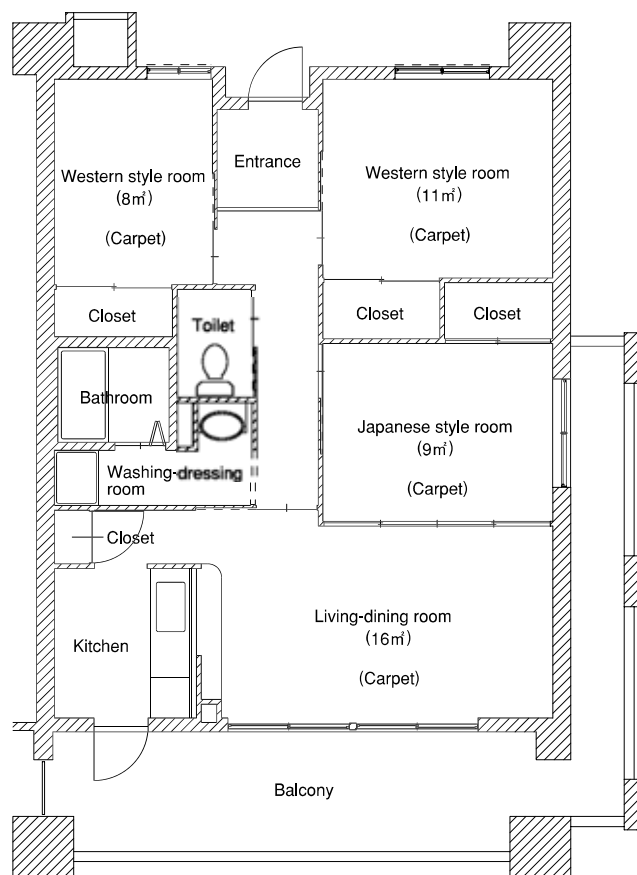 Entrance
Western style room
(8㎡)
(Carpet)
Western style room
(11㎡)
(Carpet)
Closet
Closet
Closet
Toilet
Bathroom
Japanese style room
(9㎡)
(Carpet)
Washing-dressing
room
Closet
Living-dining room
(16㎡)
(Carpet)
Kitchen
Balcony